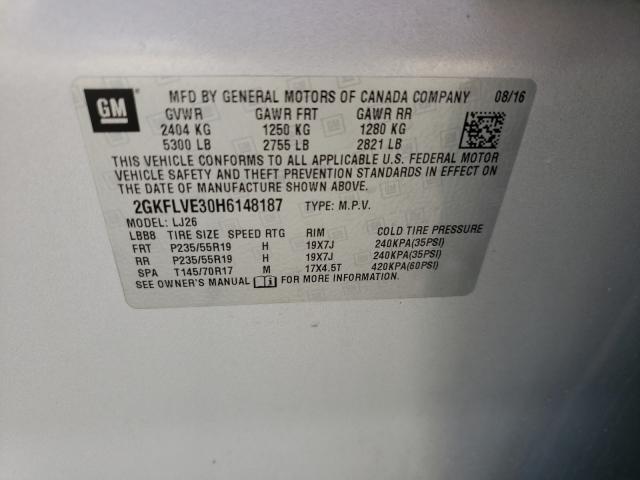 GM
MFD BY GENERAL MOTORS OF CANADA COMPANY 08/16
GVWR GAWR FRT GAWR RR
2404 KG 1250 KG 1280 KG
5300 LB 2755 LB 2821 LB
THIS VEHICLE CONFORMS TO ALL APPLICABLE U.S. FEDERAL MOTOR
VEHICLE SAFETY AND THEFT PREVENTION STANDARDS IN EFFECT ON
THE DATE OF MANUFACTURE SHOWN ABOVE.
2GKFLVE30H6148187 TYPE: M.P.V.
MODEL: LJ26
LBB8 TIRE SIZE SPEED RTG RIM COLD TIRE PRESSURE
FRT P235/55R19 H 19X7J 240KPA(35PSI)
RR P235/55R19 H 19X7J 240KPA(35PSI)
SPA T145/70R17 M 17X4.5T 420KPA(60PSI)
SEE OWNER'S MANUAL FOR MORE INFORMATION.